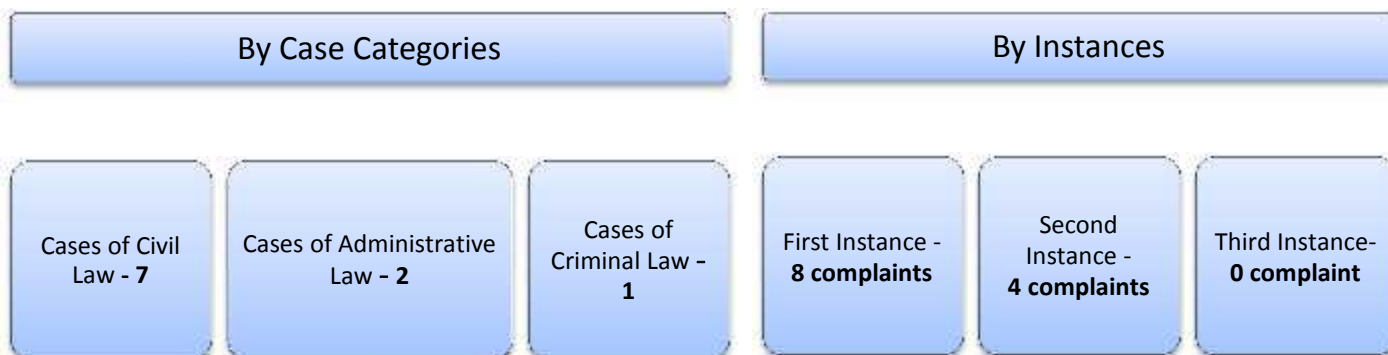 By Case Categories
By Instances
Cases of Civil
Law - 7
Cases of Administrative
Law – 2
Cases of
Criminal Law –
1
First Instance -
8 complaints
Second
Instance -
4 complaints
Third Instance-
0 complaint